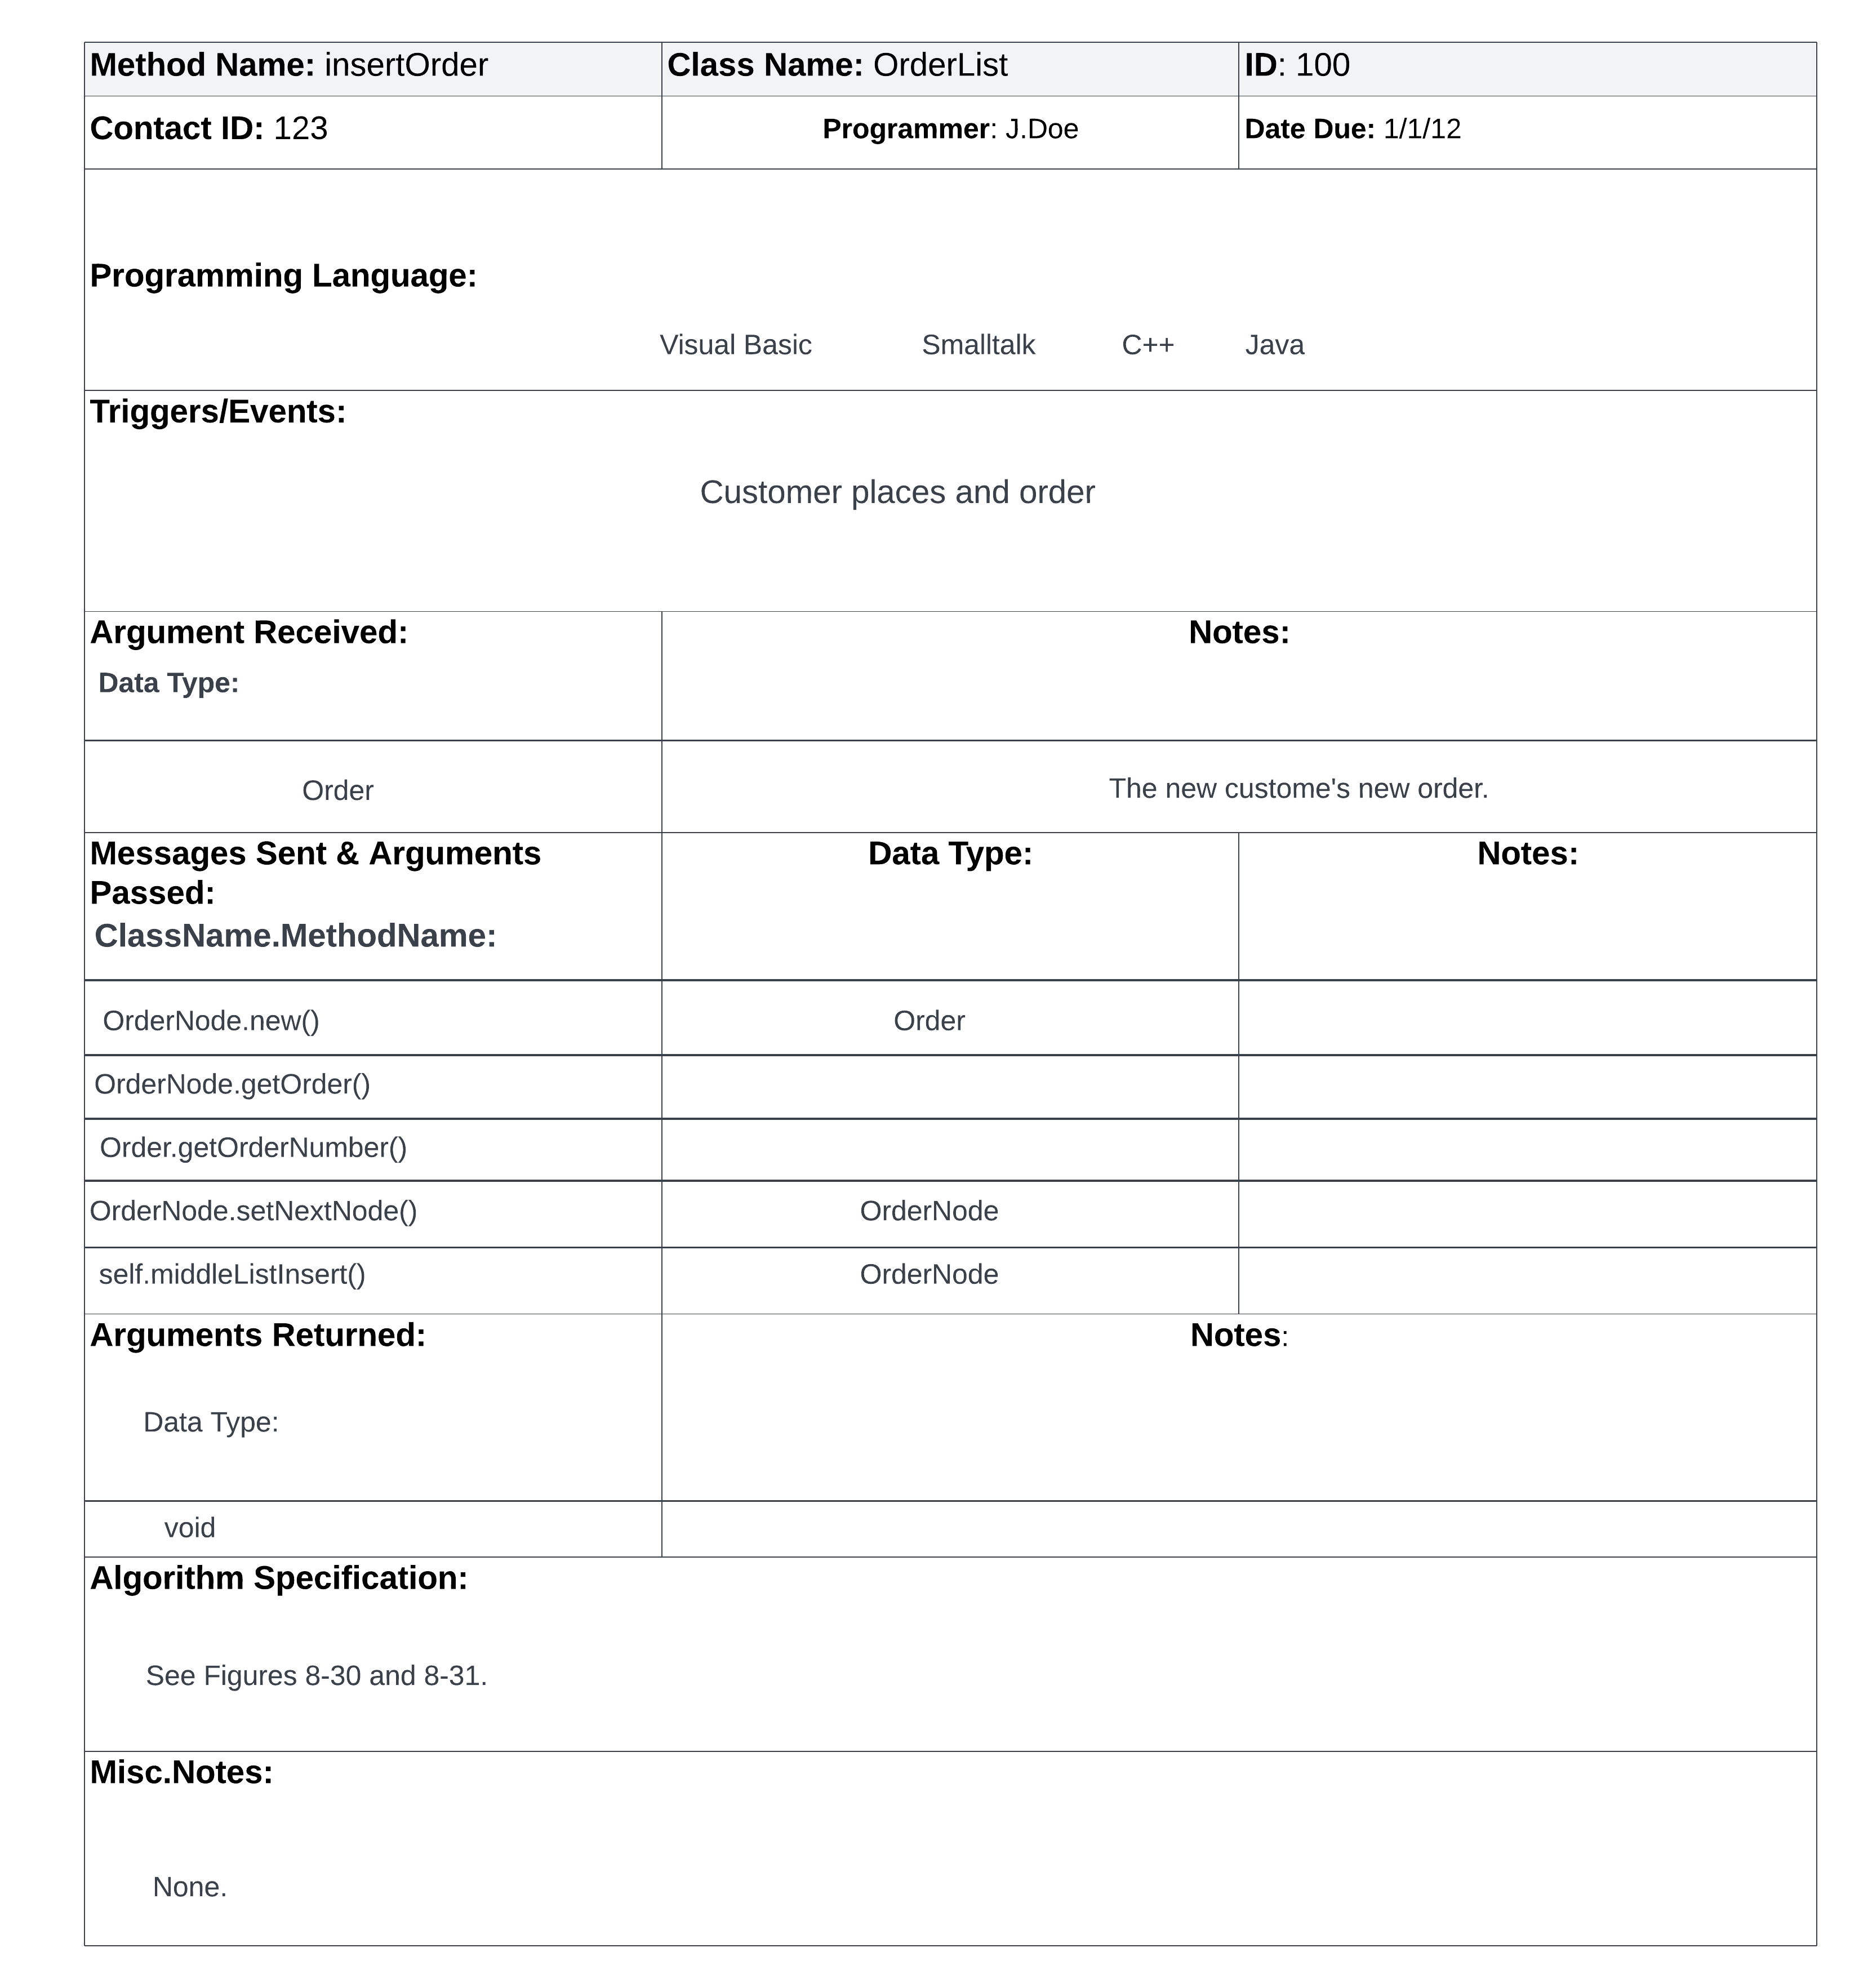 Method Name: insertOrder
Class Name: OrderList
ID: 100
Contact ID: 123
Programmer: J.Doe
Date Due: 1/1/12
Programming Language:
Visual Basic
Smalltalk
C++
Java
Triggers/Events:
Customer places and order
Argument Received:
Data Type:
Notes:
Order
The new custome's new order.
Messages Sent & Arguments
Passed:
ClassName.MethodName:
Data Type:
Notes:
OrderNode.new()
Order
OrderNode.getOrder()
Order.getOrderNumber()
OrderNode.setNextNode()
OrderNode
self.middleListInsert()
OrderNode
Arguments Returned:
Data Type:
Notes:
void
Algorithm Specification:
See Figures 8-30 and 8-31.
Misc.Notes:
None.